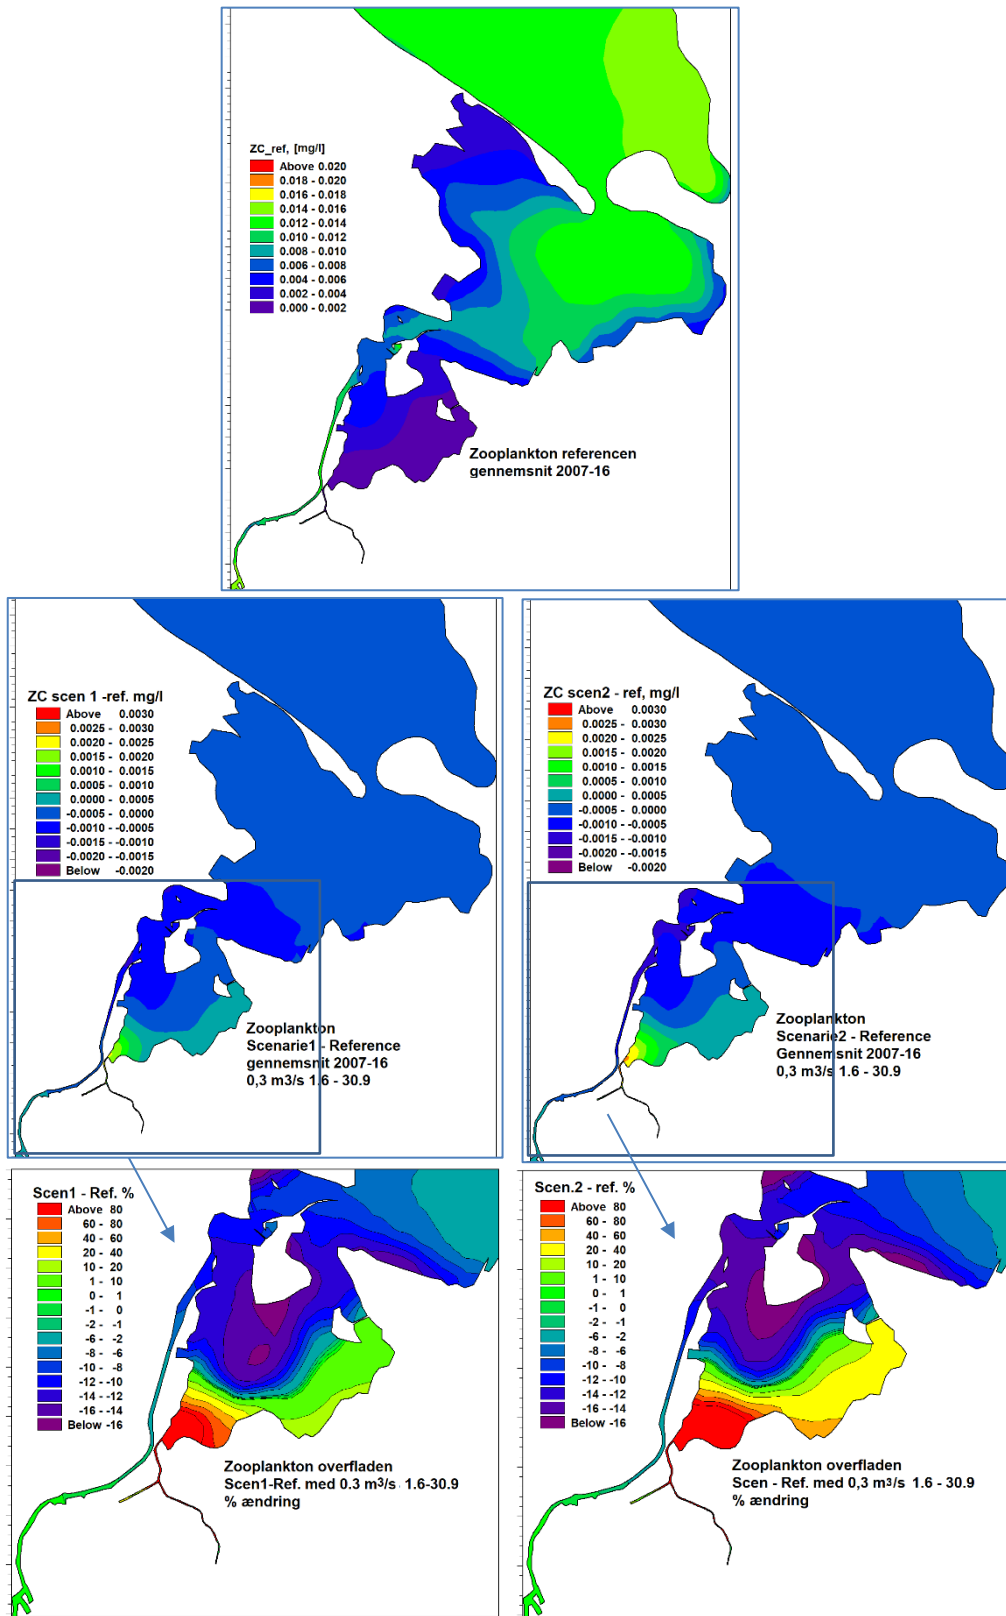 ZC_ref, [mg/l]
Above 0.020
0.018 - 0.020
0.016 - 0.018
0.014 - 0.016
0.012 - 0.014
0.010 - 0.012
0.008 - 0.010
0.006 - 0.008
0.004 - 0.006
0.002 - 0.004
0.000 - 0.002
Zooplankton referencen
gennemsnit 2007-16
ZC scen 1 -ref. mg/l
Above 0.0030
0.0025 - 0.0030
0.0020 - 0.0025
0.0015 - 0.0020
0.0010 - 0.0015
0.0005 - 0.0010
0.0000 - 0.0005
-0.0005 - 0.0000
-0.0010 - -0.0005
-0.0015 - -0.0010
-0.0020 - -0.0015
Below -0.0020
Zooplankton
Scenarie1 - Reference
gennemsnit 2007-16
0,3 m3/s 1.6 - 30.9
ZC scen2 - ref, mg/l
Above 0.0030
0.0025 - 0.0030
0.0020 - 0.0025
0.0015 - 0.0020
0.0010 - 0.0015
0.0005 - 0.0010
0.0000 - 0.0005
-0.0005 - 0.0000
-0.0010 - -0.0005
-0.0015 - -0.0010
-0.0020 - -0.0015
Below -0.0020
Zooplankton
Scenarie2 - Reference
Gennemsnit 2007-16
0,3 m3/s 1.6 - 30.9
Scen1 - Ref. %
Above 80
60 - 80
40 - 60
20 - 40
10 - 20
1 - 10
0 - 1
-1 - 0
-2 - -1
-6 - -2
-8 - -6
-10 - -8
-12 - -10
-14 - -12
-16 - -14
Below -16
Zooplankton overfladen
Scen1-Ref. med 0.3 m3/s 1.6-30.9
% ændring
Scen.2 - ref. %
Above 80
60 - 80
40 - 60
20 - 40
10 - 20
1 - 10
0 - 1
-1 - 0
-2 - -1
-6 - -2
-8 - -6
-10 - -8
-12 - -10
-14 - -12
-16 - -14
Below -16
Zooplankton overfladen
Scen - Ref. med 0,3 m3/s 1.6 - 30.9
% ændring